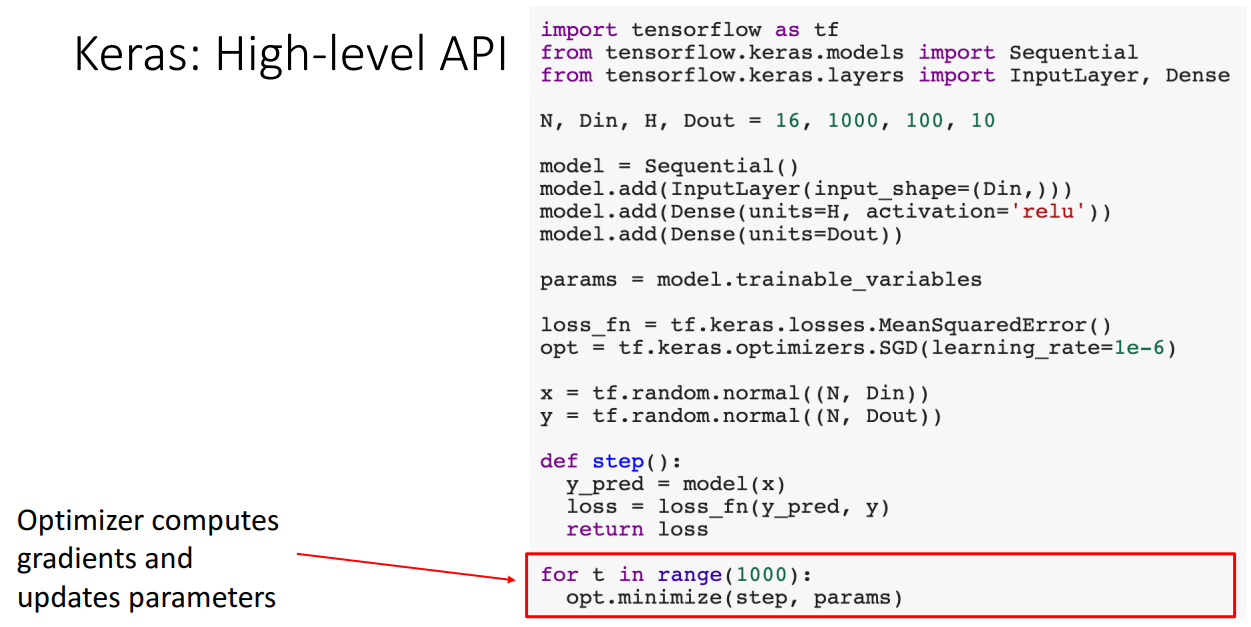 Keras: High-level API
import tensorflow as tf
from tensorflow.keras.models import Sequential
from tensorflow.keras.layers import InputLayer, Dense
N, Din, H, Dout = 16, 1000, 100, 10
model = Sequential()
model.add(InputLayer(input_shape=(Din,)))
model.add(Dense(units=H, activation='relu'))
model.add(Dense(units=Dout))
params = model.trainable_variables
loss_fn = tf.keras.losses.MeanSquaredError()
opt = tf.keras.optimizers.SGD(learning_rate=1e-6)
x = tf.random.normal((N, Din))
y = tf.random.normal((N, Dout))
def step():
  y_pred = model(x)
  loss = loss_fn(y_pred, y)
  return loss
for t in range(1000):
  opt.minimize(step, params)
Optimizer computes
gradients and
updates parameters